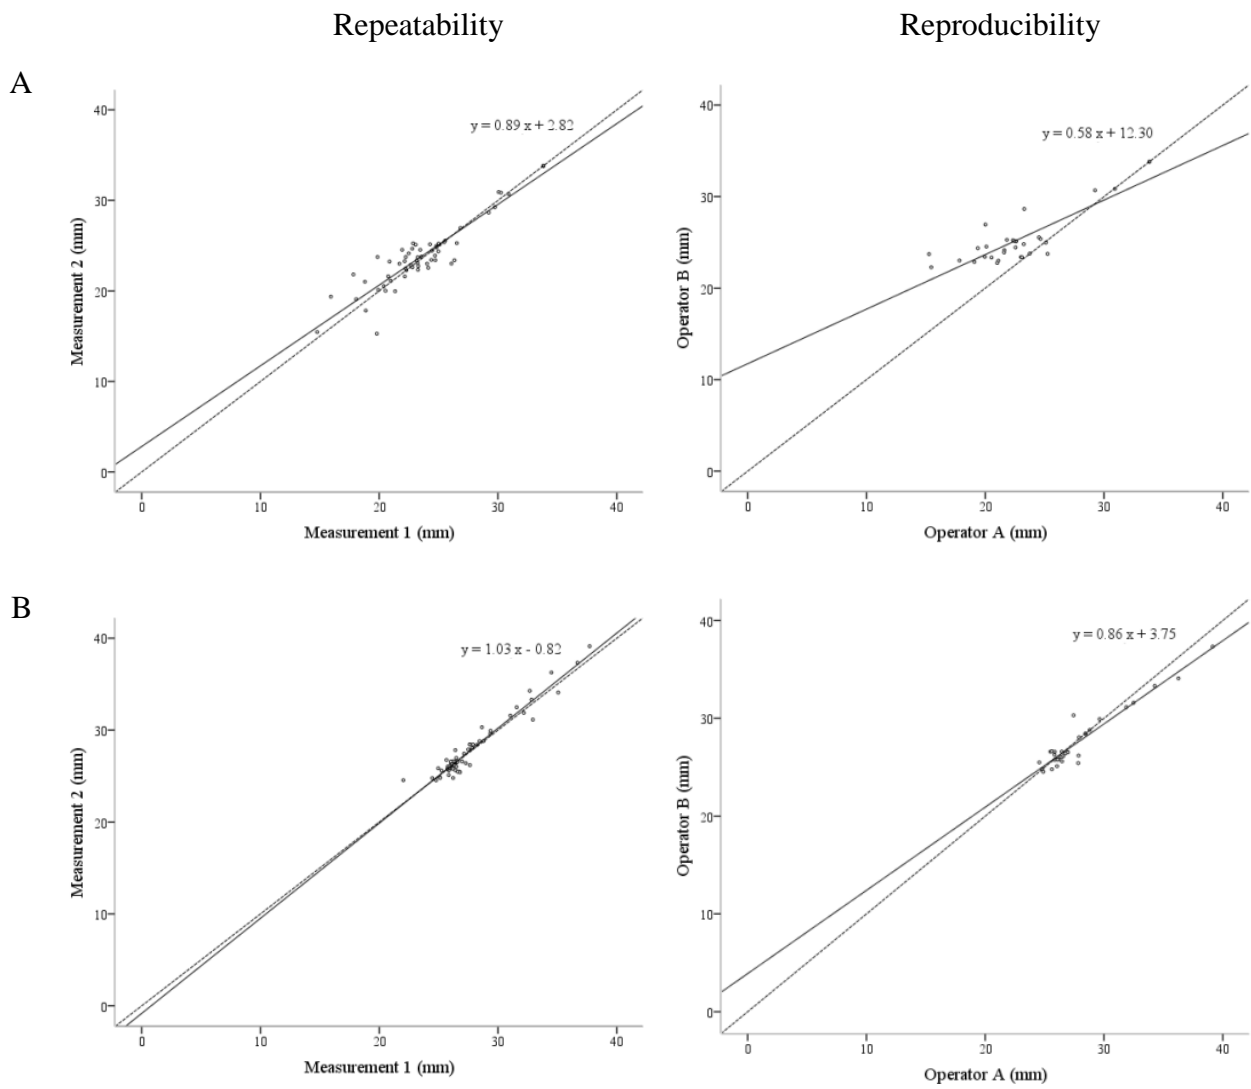 Repeatability
Reproducibility
A
y = 0.89 x + 2.82
40
30
20
10
0
Measurement 2 (mm)
0 10 20 30 40
Measurement 1 (mm)
y = 0.58 x + 12.30
40
30
20
10
0
Operator B (mm)
0 10 20 30 40
Operator A (mm)
B
y = 1.03 x - 0.82
40
30
20
10
0
Measurement 2 (mm)
0 10 20 30 40
Measurement 1 (mm)
y = 0.86 x + 3.75
40
30
20
10
0
Operator B (mm)
0 10 20 30 40
Operator A (mm)